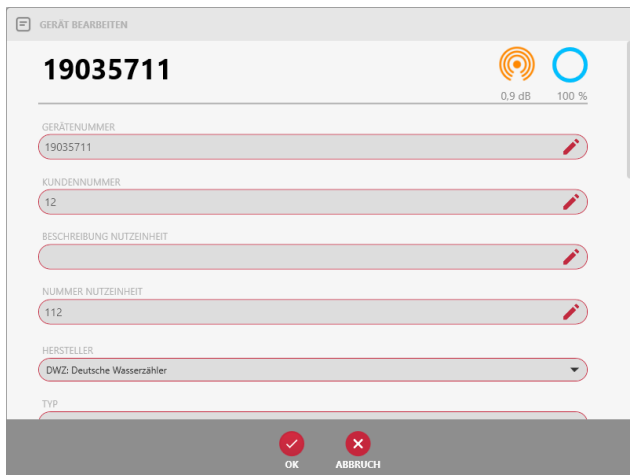 GERÄT BEARBEITEN
19035711
0,9 dB 100 %
GERÄTENUMMER
19035711
KUNDENNUMMER
12
BESCHREIBUNG NUTZEINHEIT
NUMMER NUTZEINHEIT
112
HERSTELLER
DWZ: Deutsche Wasserzähler
TYP
OK ABBRUCH